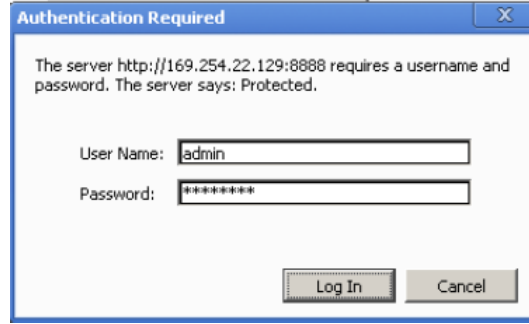 Authentication Required
X
The server http://169.254.22.129:8888 requires a username and
password. The server says: Protected.
User Name: admin
Password: ********
Log In Cancel